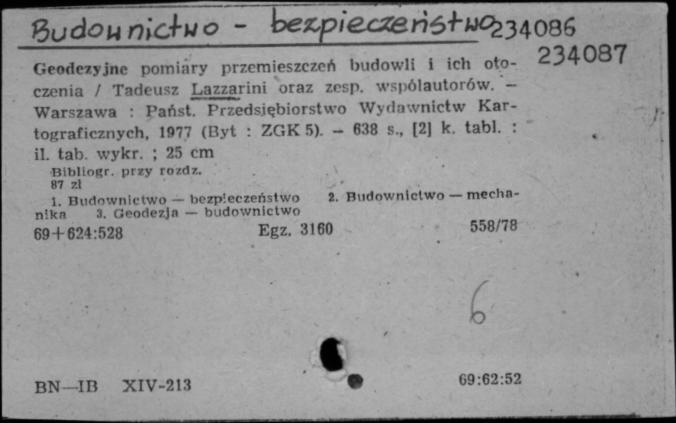 Budownictwo - bezpieczeństwo 234086
234087
Geodezyjne pomiary przemieszczeń budowli i ich oto-
czenia / Tadeusz Lazzarini oraz zesp. współautorów. —
Warszawa : Państ. Przedsiębiorstwo Wydawnictw Kar-
tograficznych, 1977 (Byt : ZGK 5). — 638 s., [2] k. tabl. :
il. tab. wykr. ; 25 cm
Bibliogr. przy rozdz.
87 zł
1. Budownictwo — bezpieczeństwo 2. Budownictwo — mecha-
nika 3. Geodezja — budownictwo
69+624:528 Egz. 3160 558/78
6
BN—IB XIV-213 69:62:52